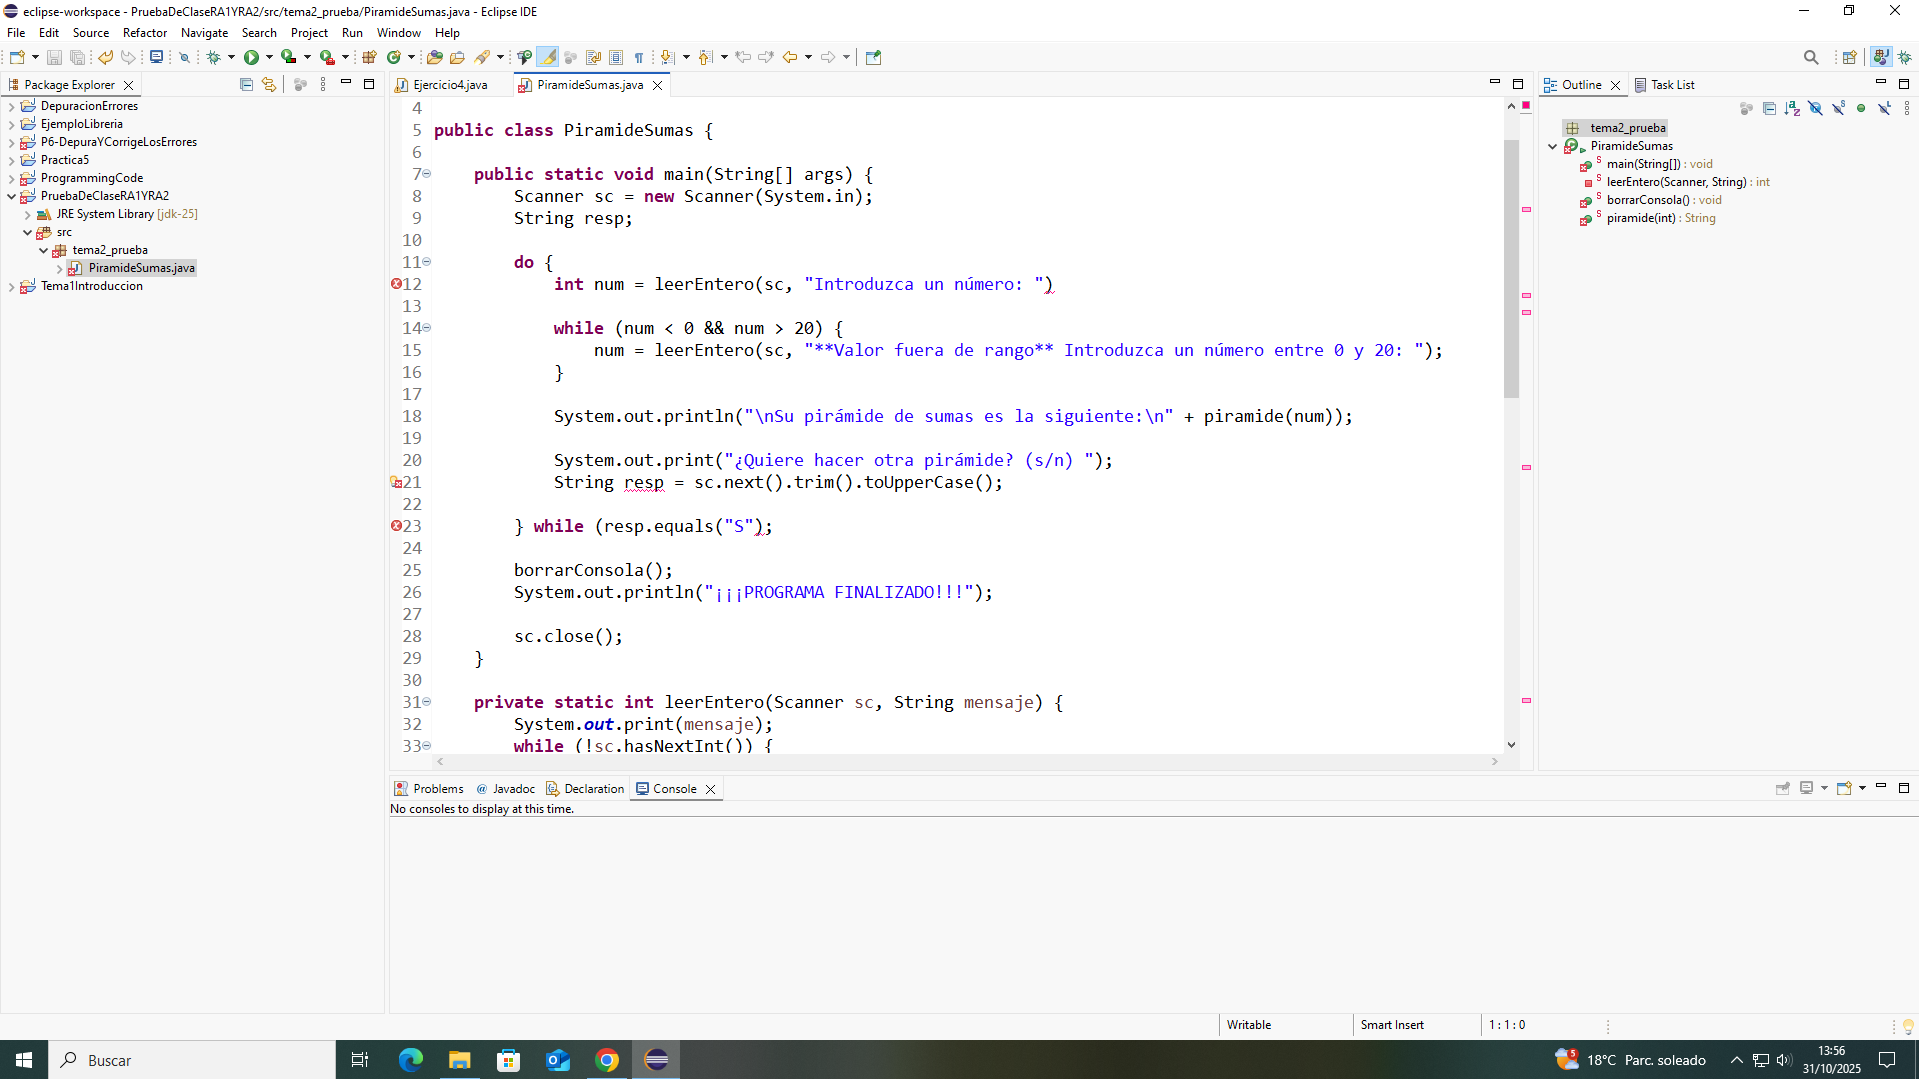 eclipse-workspace - PruebaDeClaseRA1YRA2/src/tema2_prueba/PiramideSumas.java - Eclipse IDE
File Edit Source Refactor Navigate Search Project Run Window Help
Package Explorer
DepuracionErrores
EjemploLibreria
P6-DepuraYCorrigeLosErrores
Practica5
ProgrammingCode
PruebaDeClaseRA1YRA2
JRE System Library [jdk-25]
src
tema2_prueba
PiramideSumas.java
Tema1Introduccion
Ejercicio4.java PiramideSumas.java
4
5 public class PiramideSumas {
6
7 public static void main(String[] args) {
8 Scanner sc = new Scanner(System.in);
9 String resp;
10
11 do {
12 int num = leerEntero(sc, "Introduzca un número: ")
13
14 while (num < 0 && num > 20) {
15 num = leerEntero(sc, "**Valor fuera de rango** Introduzca un número entre 0 y 20: ");
16 }
17
18 System.out.println("\nSu pirámide de sumas es la siguiente:\n" + piramide(num));
19
20 System.out.print("¿Quiere hacer otra pirámide? (s/n) ");
21 String resp = sc.next().trim().toUpperCase();
22
23 } while (resp.equals("S");
24
25 borrarConsola();
26 System.out.println("¡¡¡PROGRAMA FINALIZADO!!!");
27
28 sc.close();
29 }
30
31 private static int leerEntero(Scanner sc, String mensaje) {
32 System.out.print(mensaje);
33 while (!sc.hasNextInt()) {
Outline Task List
tema2_prueba
PiramideSumas
main(String[]) : void
leerEntero(Scanner, String) : int
borrarConsola() : void
piramide(int) : String
Problems Javadoc Declaration Console
No consoles to display at this time.
Writable Smart Insert 1 : 1 : 0
Buscar
5 18°C Parc. soleado
13:56
31/10/2025